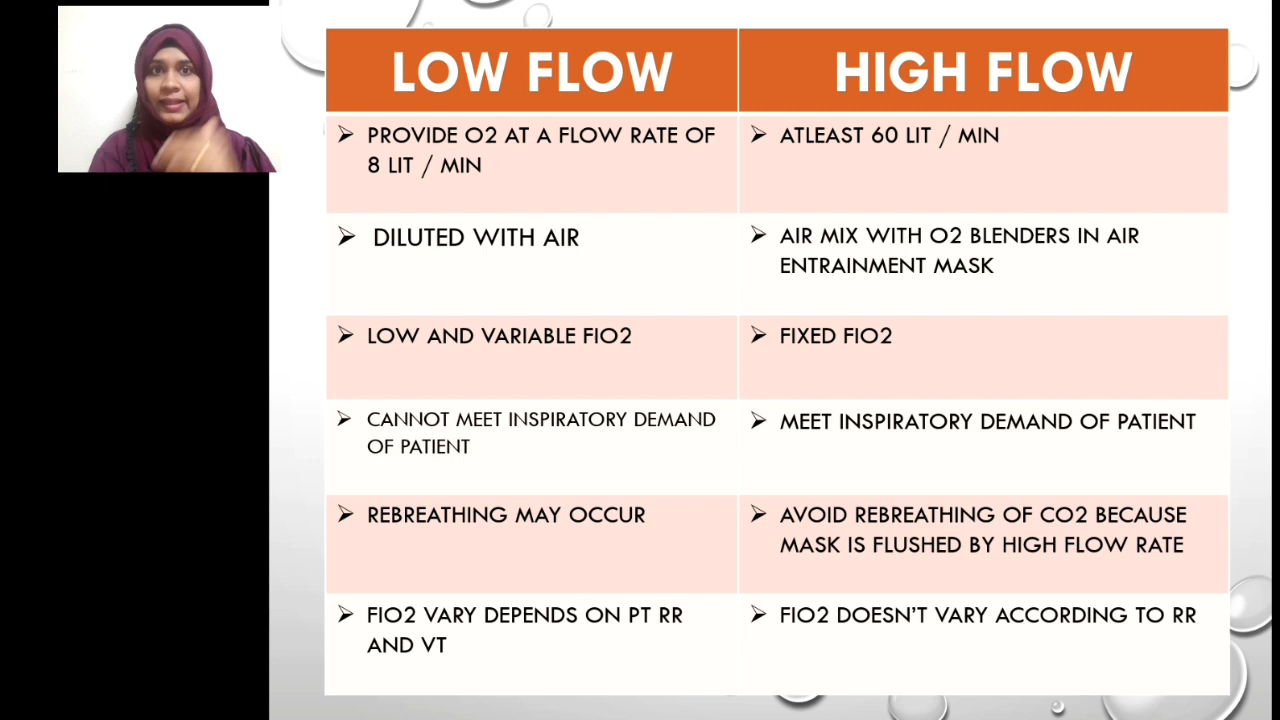 LOW FLOW
HIGH FLOW
PROVIDE O2 AT A FLOW RATE OF
8 LIT / MIN
ATLEAST 60 LIT / MIN
DILUTED WITH AIR
AIR MIX WITH O2 BLENDERS IN AIR
ENTRAINMENT MASK
LOW AND VARIABLE FIO2
FIXED FIO2
CANNOT MEET INSPIRATORY DEMAND
OF PATIENT
MEET INSPIRATORY DEMAND OF PATIENT
REBREATHING MAY OCCUR
AVOID REBREATHING OF CO2 BECAUSE
MASK IS FLUSHED BY HIGH FLOW RATE
FIO2 VARY DEPENDS ON PT RR
AND VT
FIO2 DOESN’T VARY ACCORDING TO RR